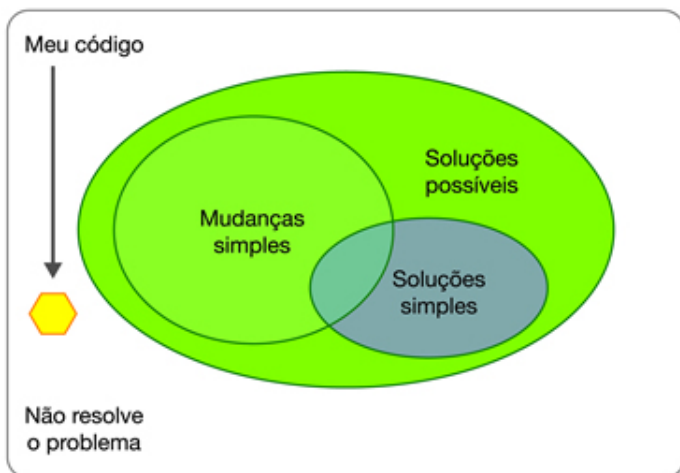 Meu código
Soluções
possíveis
Mudanças
simples
Soluções
simples
Não resolve
o problema